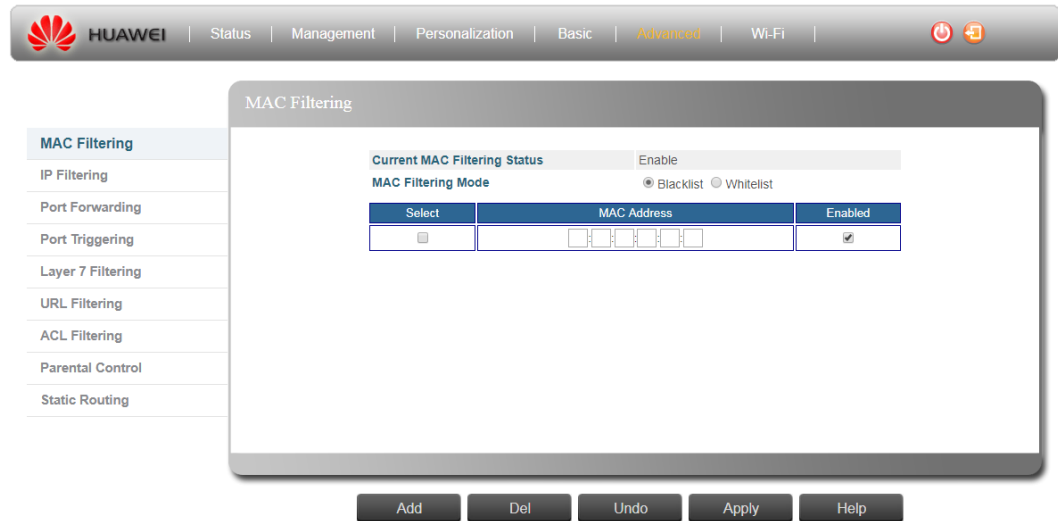 HUAWEI | Status | Management | Personalization | Basic | Advanced | Wi-Fi |
MAC Filtering
MAC Filtering
IP Filtering
Port Forwarding
Port Triggering
Layer 7 Filtering
URL Filtering
ACL Filtering
Parental Control
Static Routing
Current MAC Filtering Status Enable
MAC Filtering Mode Blacklist Whitelist
Select MAC Address Enabled
: : : : :
Add Del Undo Apply Help